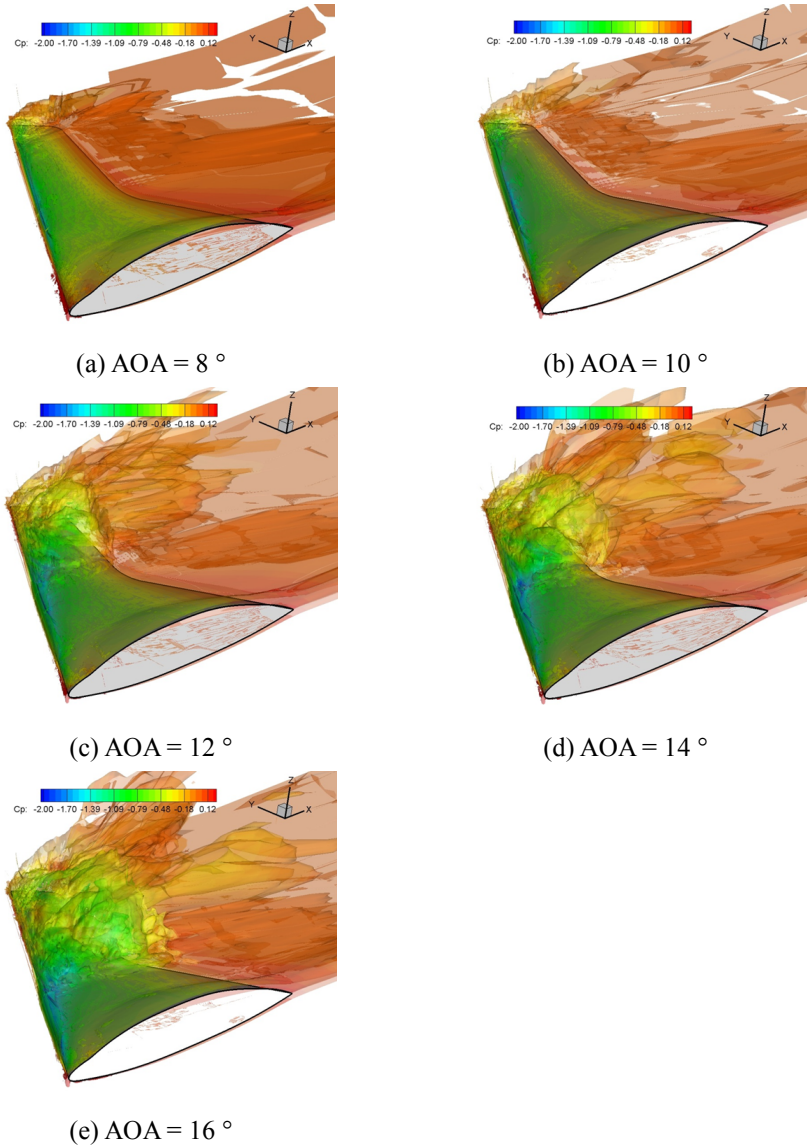 Cp: -2.00 -1.70 -1.39 -1.09 -0.79 -0.48 -0.18 0.12
Z
Y
X
Cp: -2.00 -1.70 -1.39 -1.09 -0.79 -0.48 -0.18 0.12
Z
Y
X
(a) AOA = 8 °
(b) AOA = 10 °
Cp: -2.00 -1.70 -1.39 -1.09 -0.79 -0.48 -0.18 0.12
Z
Y
X
Cp: -2.00 -1.70 -1.39 -1.09 -0.79 -0.48 -0.18 0.12
Z
Y
X
(c) AOA = 12 °
(d) AOA = 14 °
Cp: -2.00 -1.70 -1.39 -1.09 -0.79 -0.48 -0.18 0.12
Z
Y
X
(e) AOA = 16 °